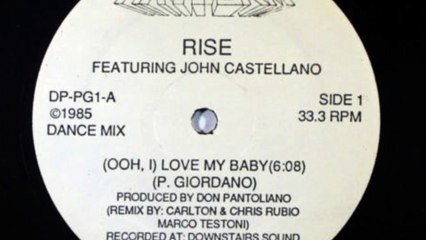 RISE
FEATURING JOHN CASTELLANO
DP-PG1-A
SIDE 1
©1985
33.3 RPM
DANCE MIX
(OOH, I) LOVE MY BABY(6:08)
(P. GIORDANO)
PRODUCED BY DON PANTOLIANO
(REMIX BY: CARLTON & CHRIS RUBIO
MARCO TESTONI)
RECORDED AT: DOWNSTAIRS SOUND